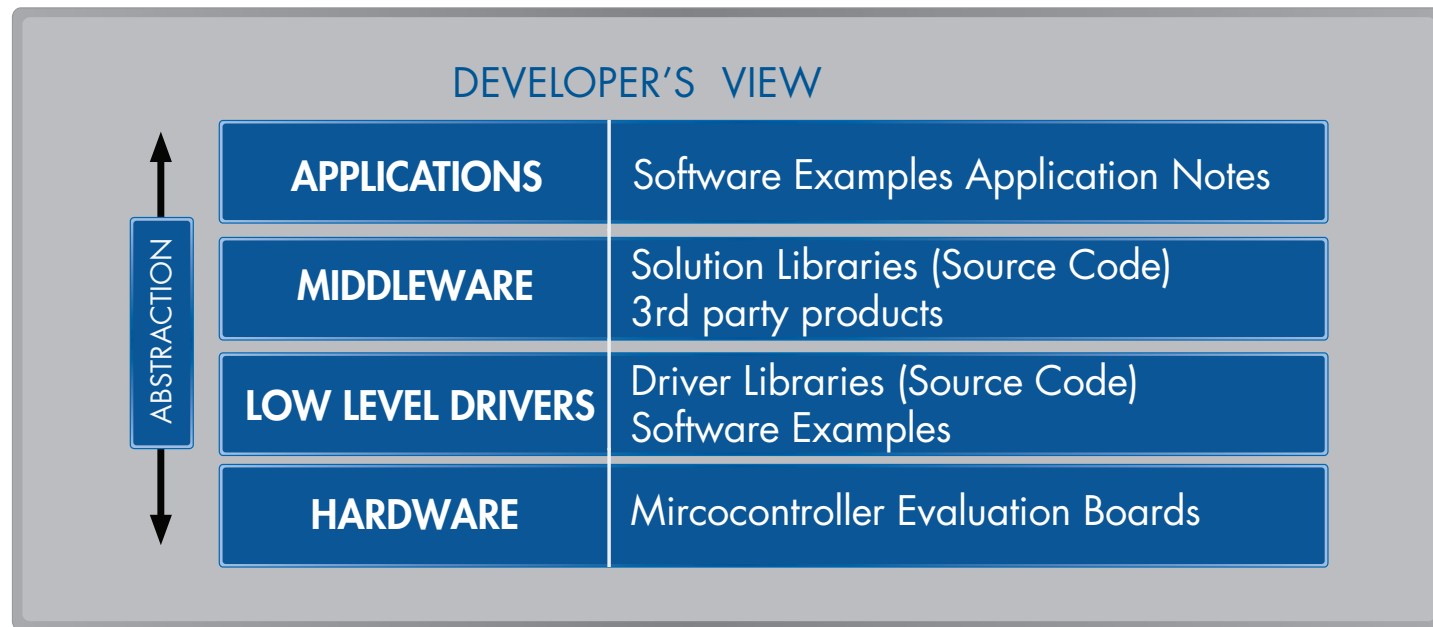 DEVELOPER'S VIEW
ABSTRACTION
APPLICATIONS
Software Examples Application Notes
MIDDLEWARE
Solution Libraries (Source Code)
3rd party products
LOW LEVEL DRIVERS
Driver Libraries (Source Code)
Software Examples
HARDWARE
Mircocontroller Evaluation Boards